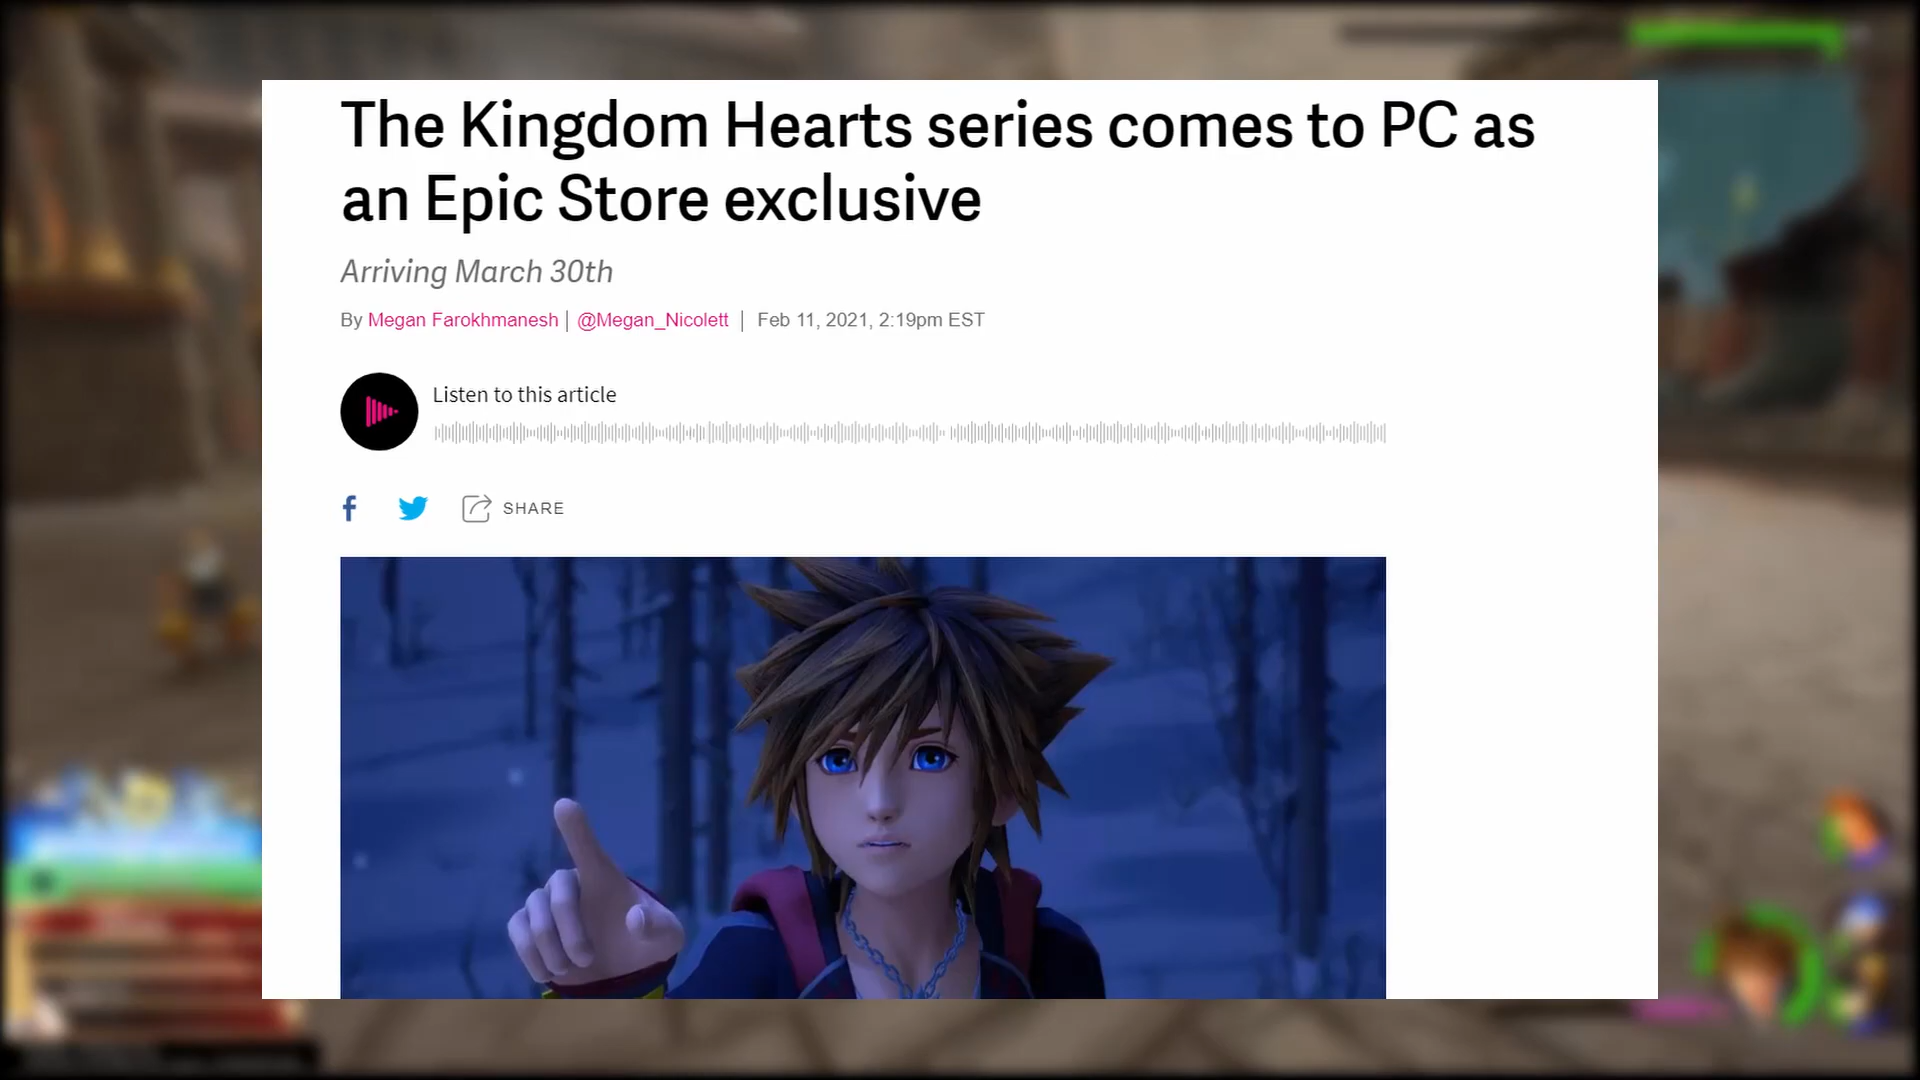 The Kingdom Hearts series comes to PC as
an Epic Store exclusive
Arriving March 30th
By Megan Farokhmanesh | @Megan_Nicolett | Feb 11, 2021, 2:19pm EST
Listen to this article
SHARE